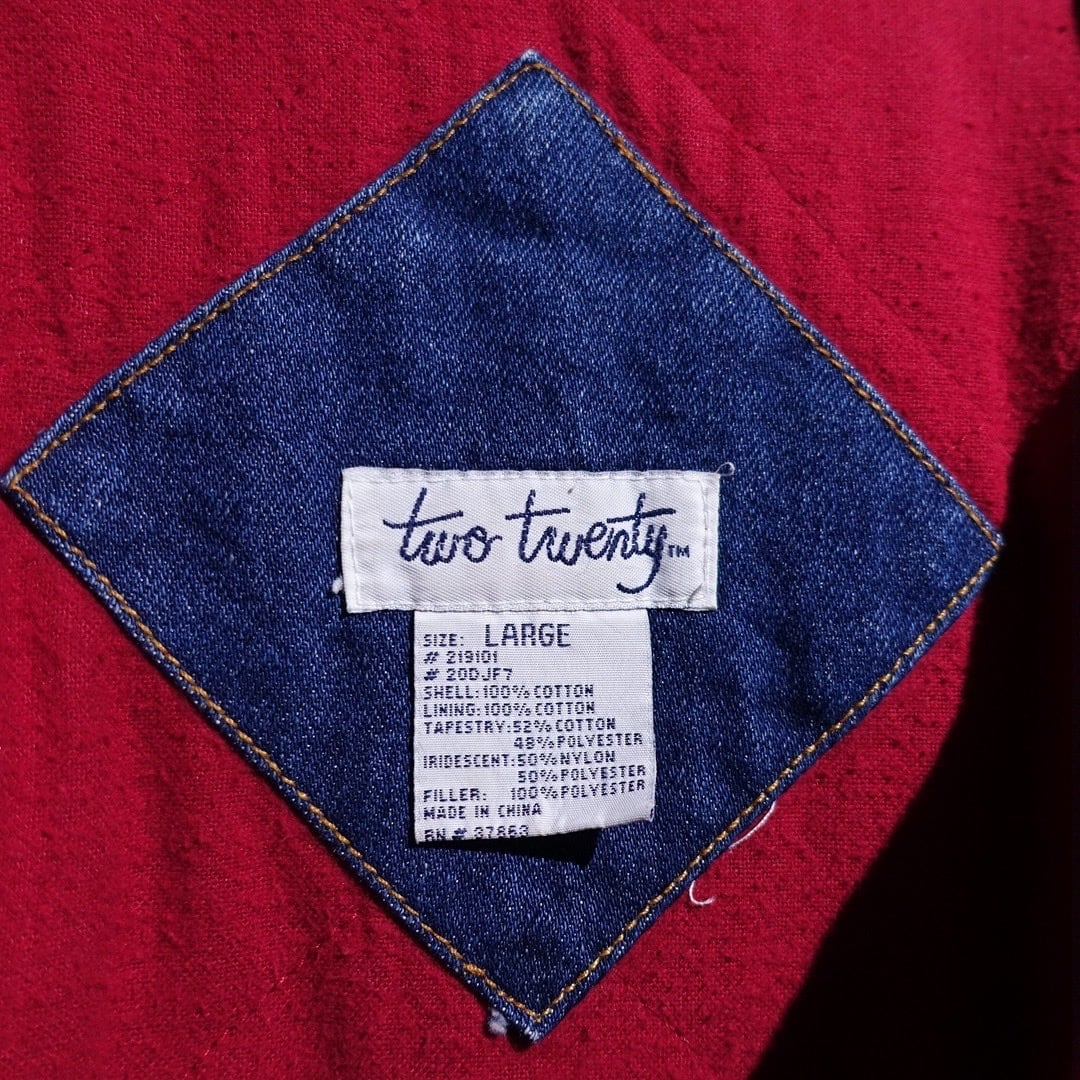 two twenty™
SIZE: LARGE
# 219101
# 20DJF7
SHELL: 100% COTTON
LINING: 100% COTTON
TAPESTRY: 52% COTTON
48% POLYESTER
IRIDESCENT: 50% NYLON
50% POLYESTER
FILLER: 100% POLYESTER
MADE IN CHINA
RN # 37863